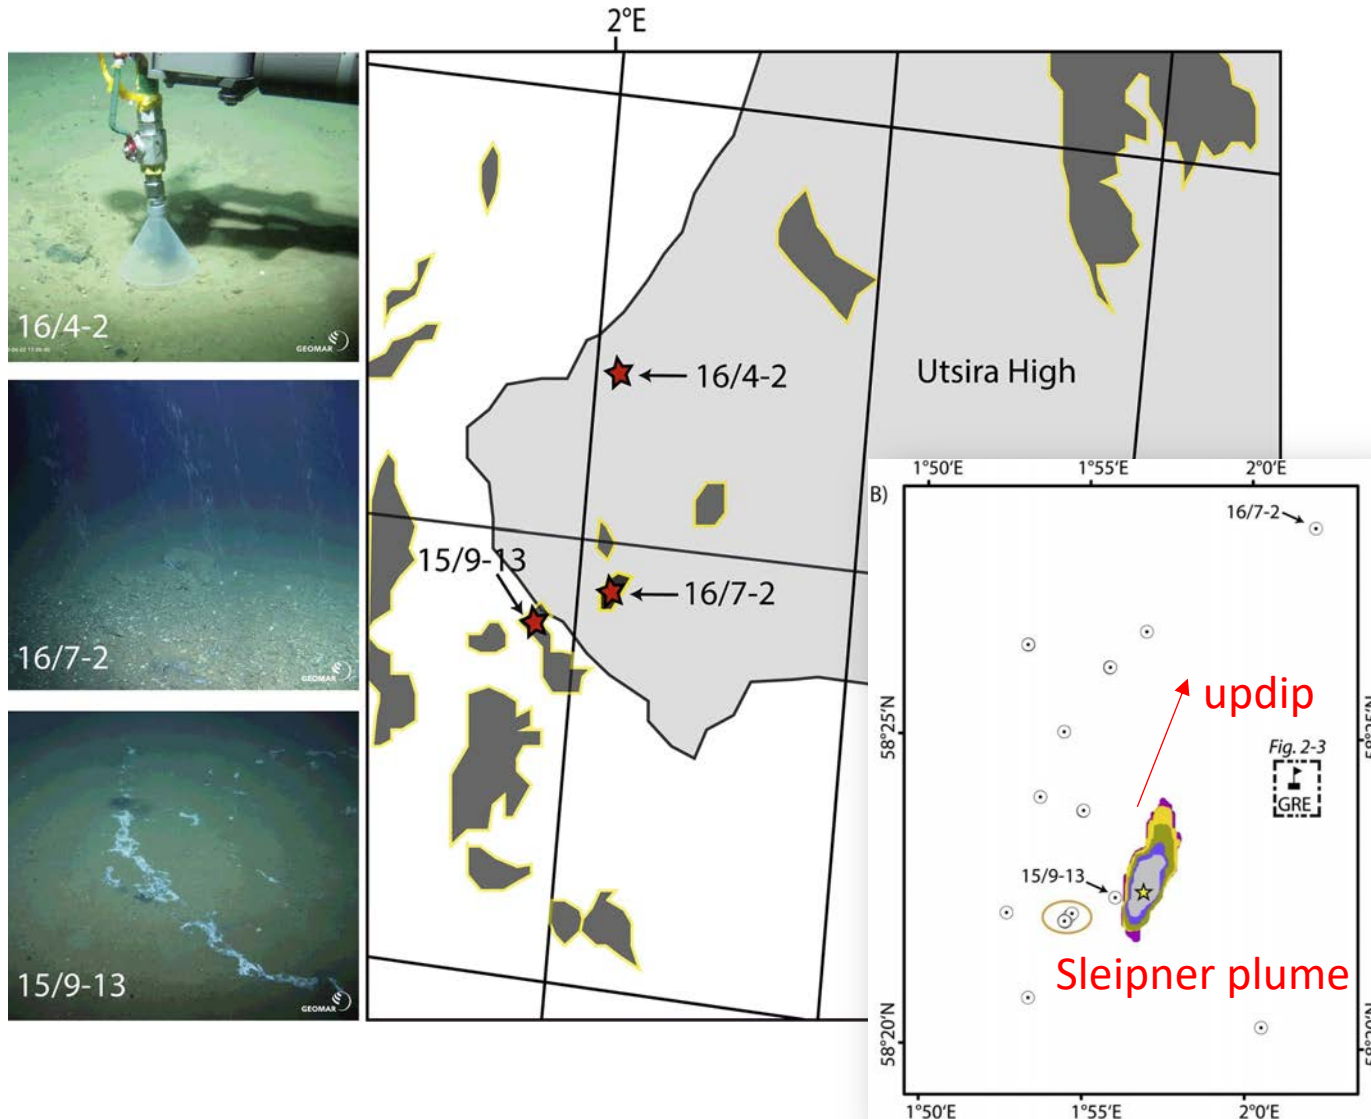 2°E
16/4-2
GEOMAR
16/7-2
GEOMAR
15/9-13
GEOMAR
16/4-2
Utsira High
15/9-13
16/7-2
1°50‘E
1°55‘E
2°0‘E
B)
16/7-2
updip
58°25‘N
Fig. 2-3
GRE
15/9-13
Sleipner plume
58°20‘N
58°20‘N
1°50‘E
1°55‘E
2°0‘E